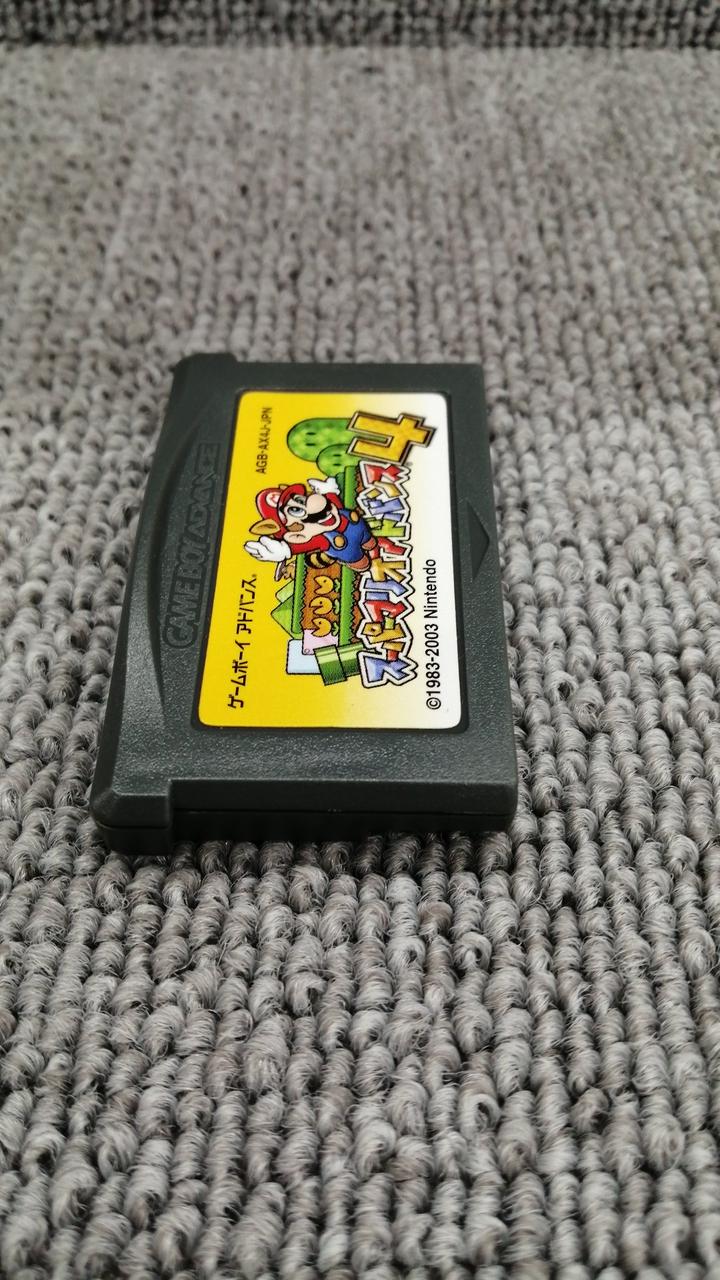 GAME BOY ADVANCE
ゲームボーイ アドバンス。 AGB-AX4J-JPN
スーパーマリオアドバンス4
©1983-2003 Nintendo